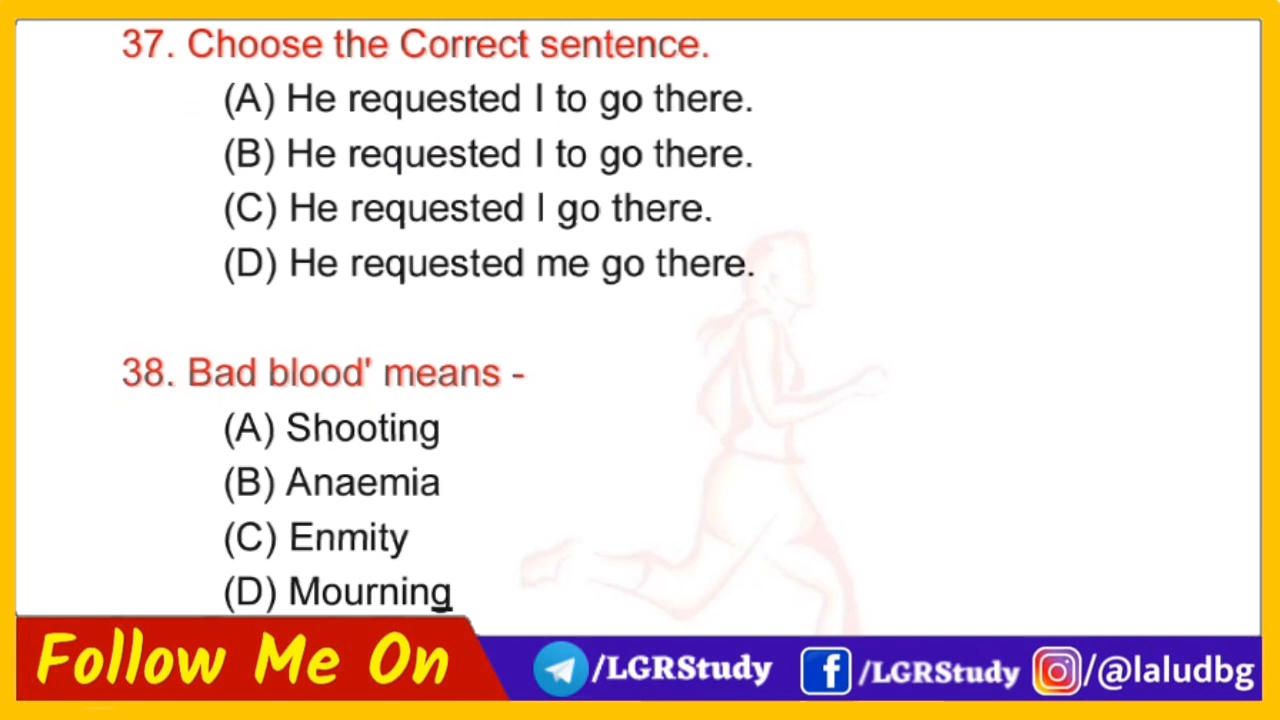 37. Choose the Correct sentence.
(A) He requested I to go there.
(B) He requested I to go there.
(C) He requested I go there.
(D) He requested me go there.
38. Bad blood' means -
(A) Shooting
(B) Anaemia
(C) Enmity
(D) Mourning
Follow Me On /LGRStudy /LGRStudy /@laludbg